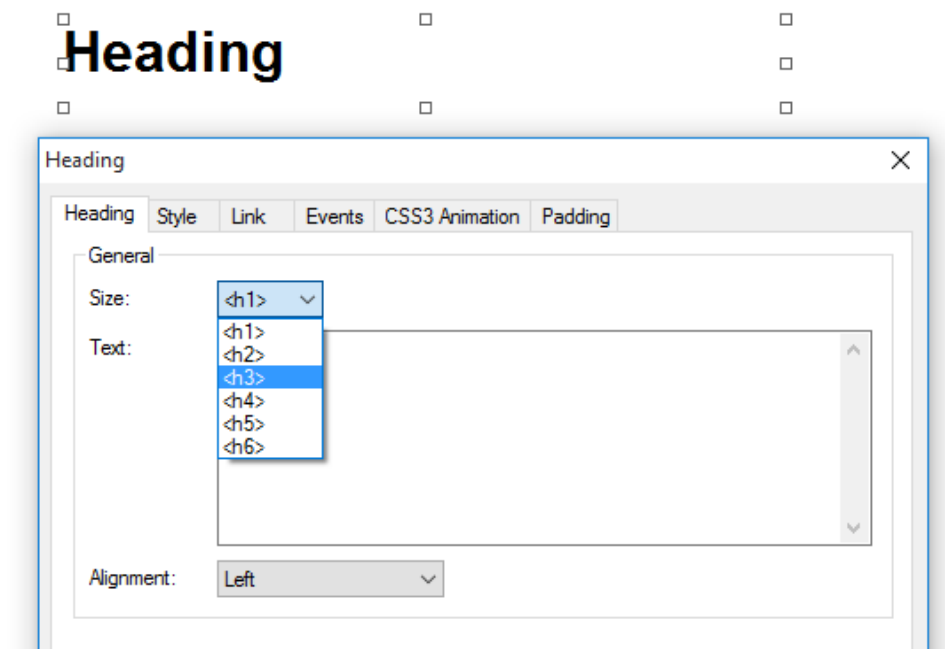 Heading
Heading
Heading Style Link Events CSS3 Animation Padding
General
Size: <h1>
<h1>
Text:
<h2>
<h3>
<h4>
<h5>
<h6>
Alignment: Left